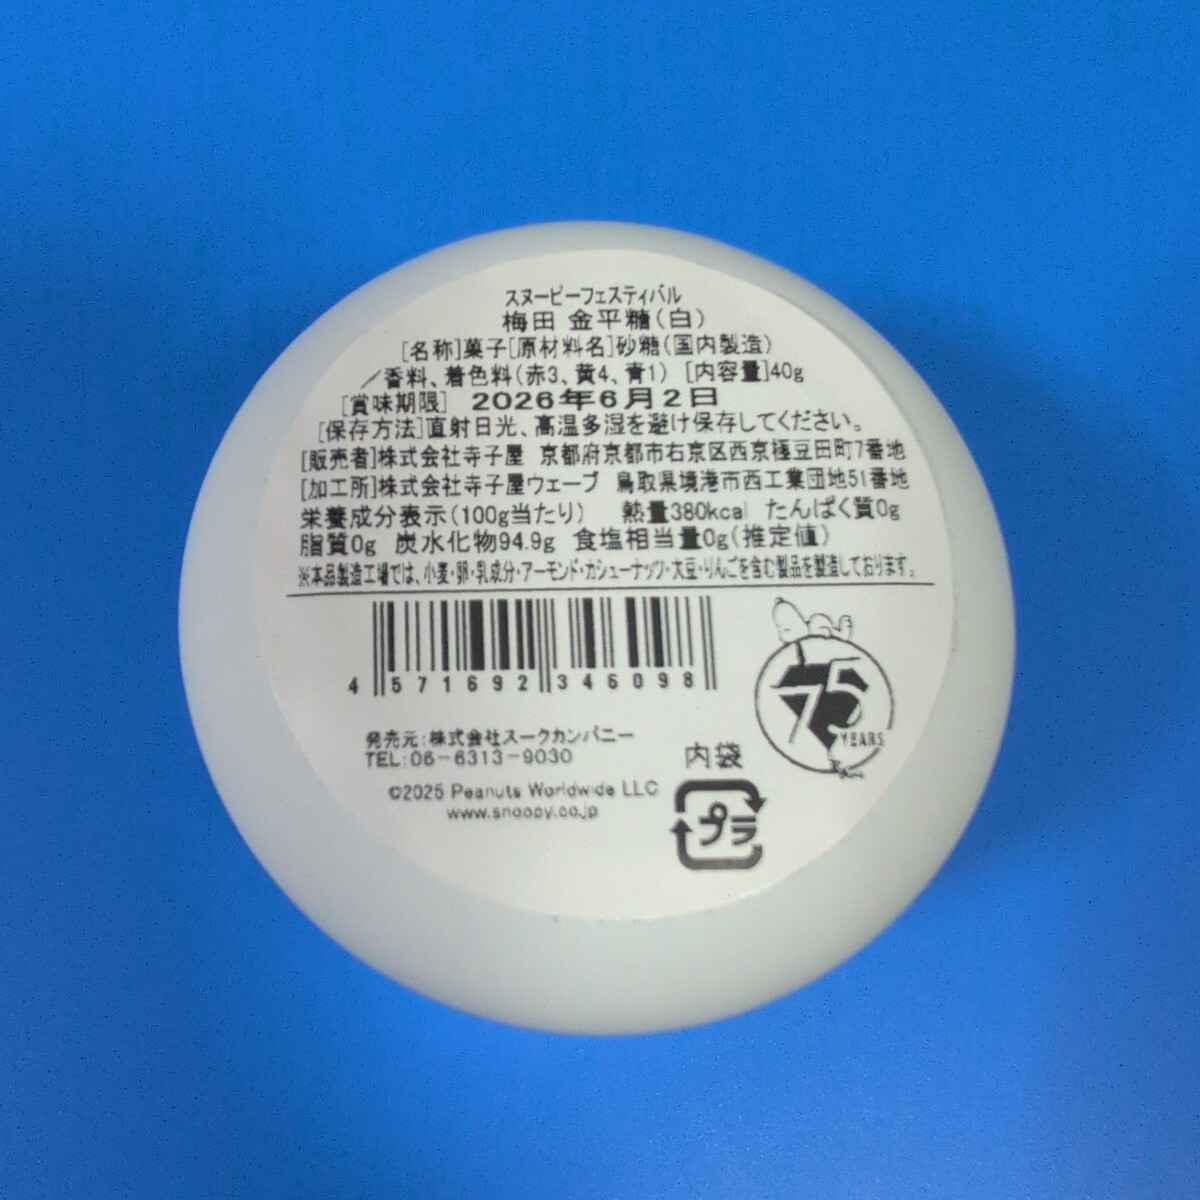 スヌーピーフェスティバル
梅田 金平糖(白)
[名称]菓子[原材料名]砂糖(国内製造)
/香料、着色料(赤3、黄4、青1) [内容量]40g
[賞味期限] 2026年6月2日
[保存方法]直射日光、高温多湿を避け保存してください。
[販売者]株式会社寺子屋 京都府京都市右京区西京極豆田町7番地
[加工所]株式会社寺子屋ウェーブ 鳥取県境港市西工業団地51番地
栄養成分表示(100g当たり) 熱量380kcal たんぱく質0g
脂質0g 炭水化物94.9g 食塩相当量0g(推定値)
※本品製造工場では、小麦・卵・乳成分・アーモンド・カシューナッツ・大豆・りんごを含む製品を製造しております。
4 571692 346098
75
YEARS
発売元:株式会社スークカンパニー
TEL:06-6313-9030
©2025 Peanuts Worldwide LLC
www.snoopy.co.jp
内袋
プラ